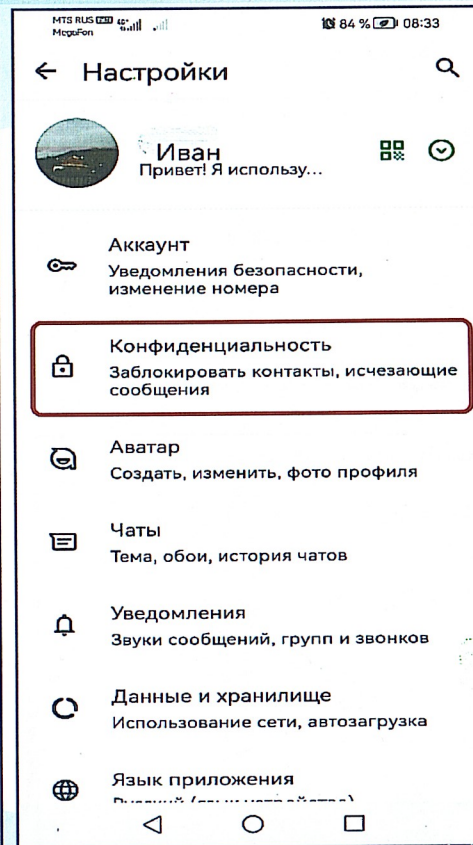 MTS RUS
MegaFon
84 % 08:33
Настройки
Иван
Привет! Я использу...
Аккаунт
Уведомления безопасности,
изменение номера
Конфиденциальность
Заблокировать контакты, исчезающие
сообщения
Аватар
Создать, изменить, фото профиля
Чаты
Тема, обои, история чатов
Уведомления
Звуки сообщений, групп и звонков
Данные и хранилище
Использование сети, автозагрузка
Язык приложения